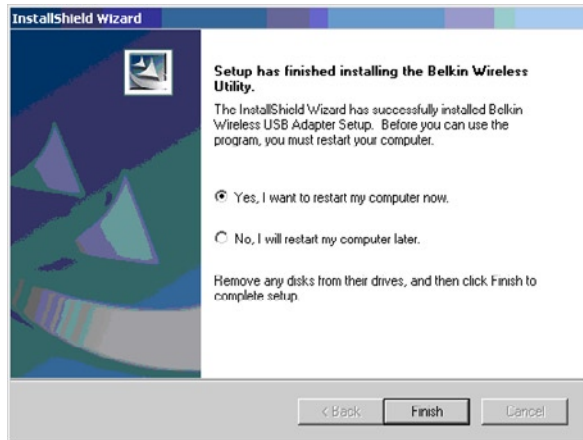 InstallShield Wizard
Setup has finished installing the Belkin Wireless
Utility.
The InstallShield Wizard has successfully installed Belkin
Wireless USB Adapter Setup. Before you can use the
program, you must restart your computer.
Yes, I want to restart my computer now.
No, I will restart my computer later.
Remove any disks from their drives, and then click Finish to
complete setup.
< Back Finish Cancel